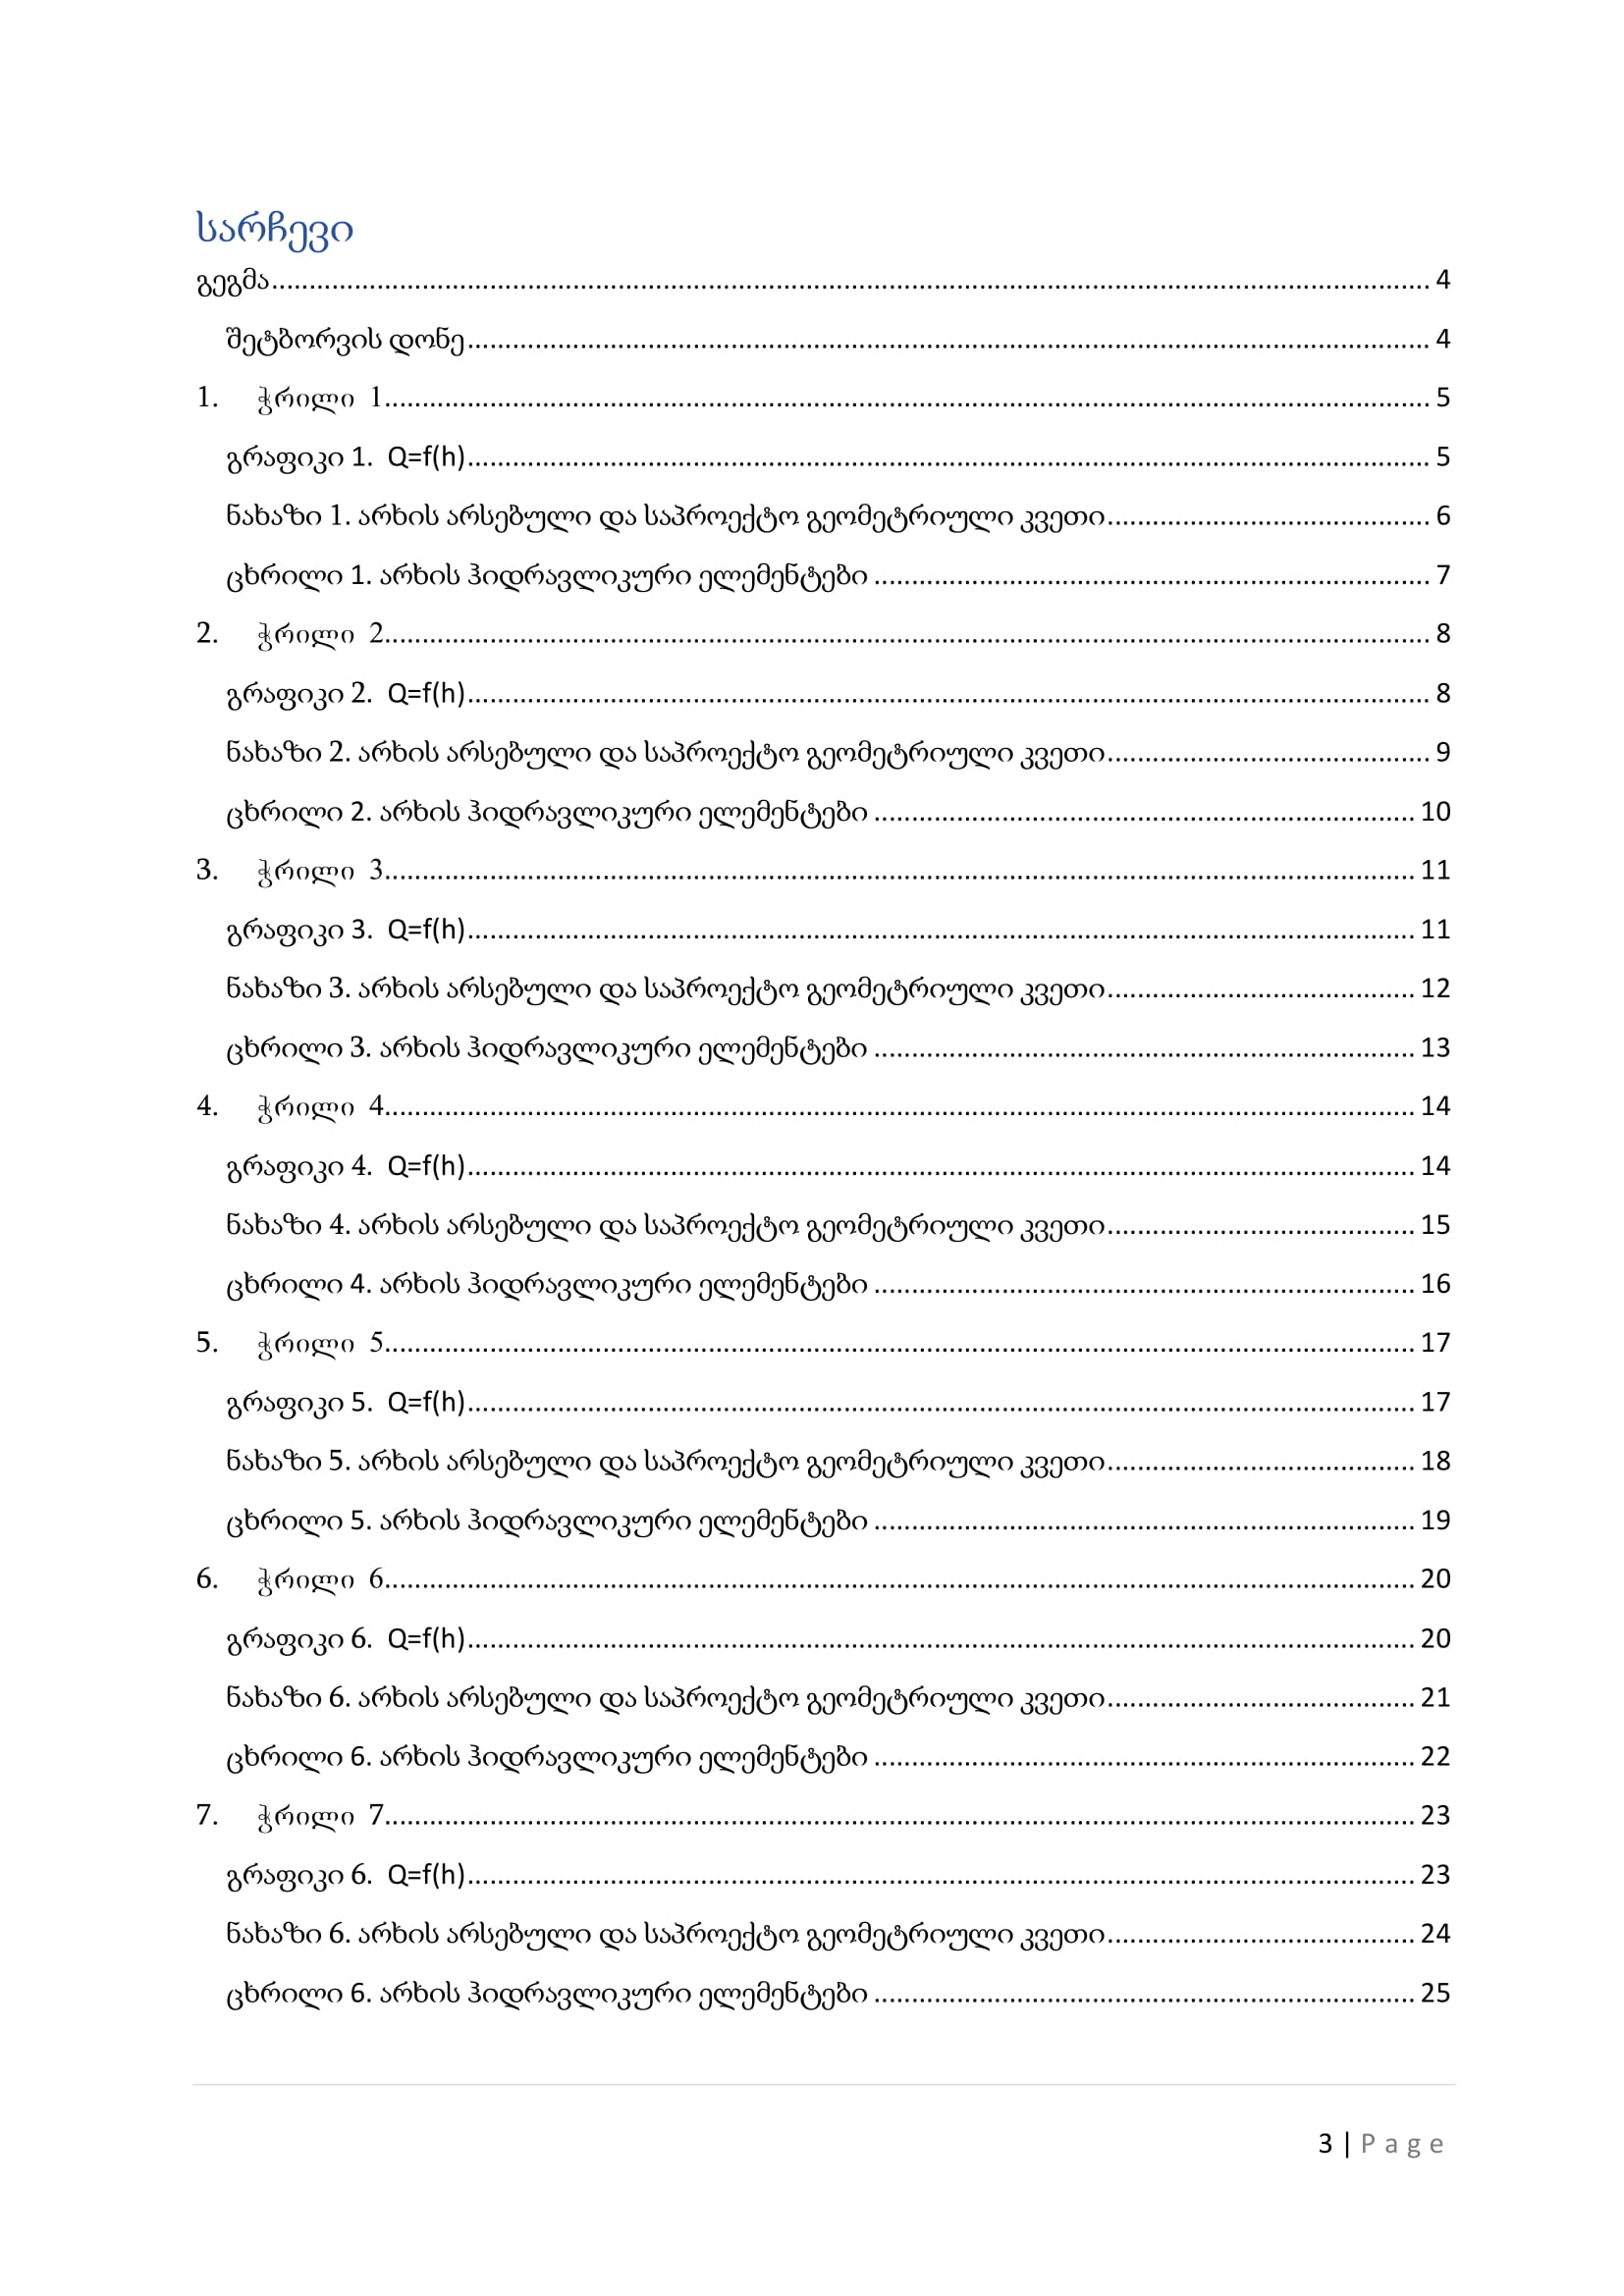 სარჩევი
გეგმა 4
შეტბორვის დონე 4
1. ჭრილი 1 5
გრაფიკი 1. Q=f(h) 5
ნახაზი 1. არხის არსებული და საპროექტო გეომეტრიული კვეთი 6
ცხრილი 1. არხის ჰიდრავლიკური ელემენტები 7
2. ჭრილი 2 8
გრაფიკი 2. Q=f(h) 8
ნახაზი 2. არხის არსებული და საპროექტო გეომეტრიული კვეთი 9
ცხრილი 2. არხის ჰიდრავლიკური ელემენტები 10
3. ჭრილი 3 11
გრაფიკი 3. Q=f(h) 11
ნახაზი 3. არხის არსებული და საპროექტო გეომეტრიული კვეთი 12
ცხრილი 3. არხის ჰიდრავლიკური ელემენტები 13
4. ჭრილი 4 14
გრაფიკი 4. Q=f(h) 14
ნახაზი 4. არხის არსებული და საპროექტო გეომეტრიული კვეთი 15
ცხრილი 4. არხის ჰიდრავლიკური ელემენტები 16
5. ჭრილი 5 17
გრაფიკი 5. Q=f(h) 17
ნახაზი 5. არხის არსებული და საპროექტო გეომეტრიული კვეთი 18
ცხრილი 5. არხის ჰიდრავლიკური ელემენტები 19
6. ჭრილი 6 20
გრაფიკი 6. Q=f(h) 20
ნახაზი 6. არხის არსებული და საპროექტო გეომეტრიული კვეთი 21
ცხრილი 6. არხის ჰიდრავლიკური ელემენტები 22
7. ჭრილი 7 23
გრაფიკი 6. Q=f(h) 23
ნახაზი 6. არხის არსებული და საპროექტო გეომეტრიული კვეთი 24
ცხრილი 6. არხის ჰიდრავლიკური ელემენტები 25
3 | Page